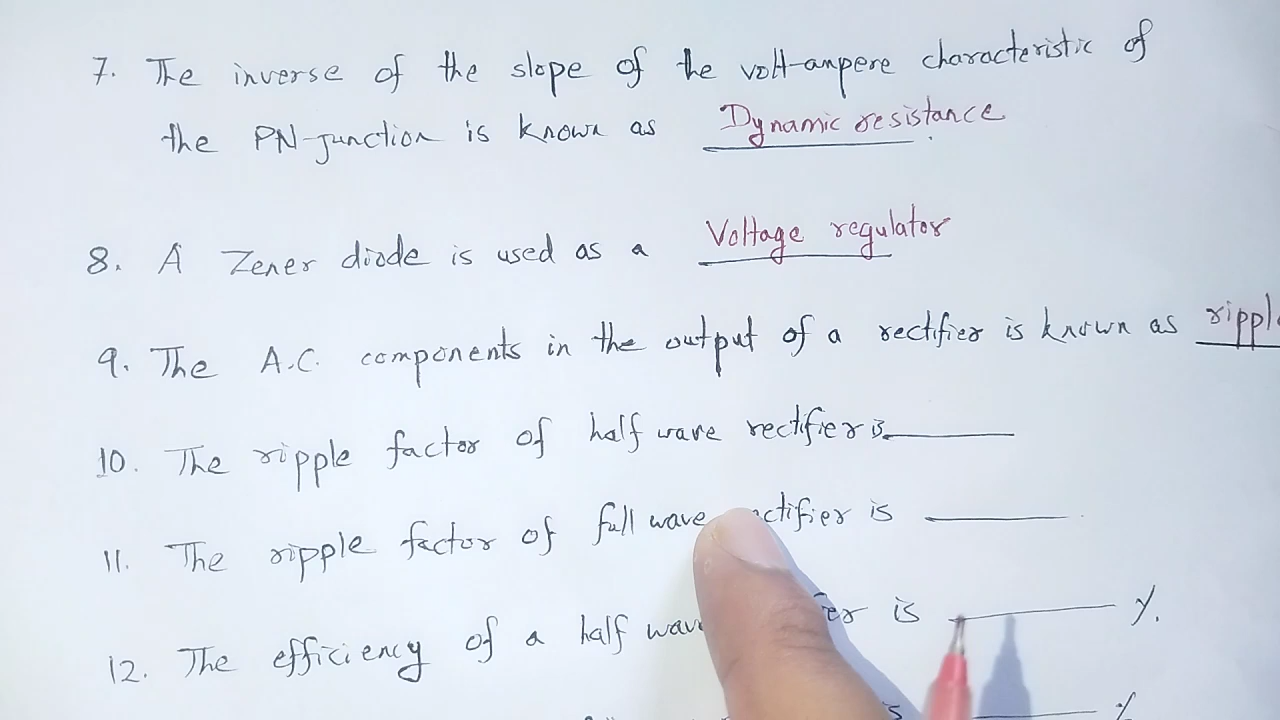 7. The inverse of the slope of the volt-ampere characteristic of
the PN-junction is known as Dynamic resistance
8. A Zener diode is used as a Voltage regulator
9. The A.C. components in the output of a rectifier is known as ripple
10. The ripple factor of half wave rectifier is
11. The ripple factor of full wave rectifier is
12. The efficiency of a half wave is %.